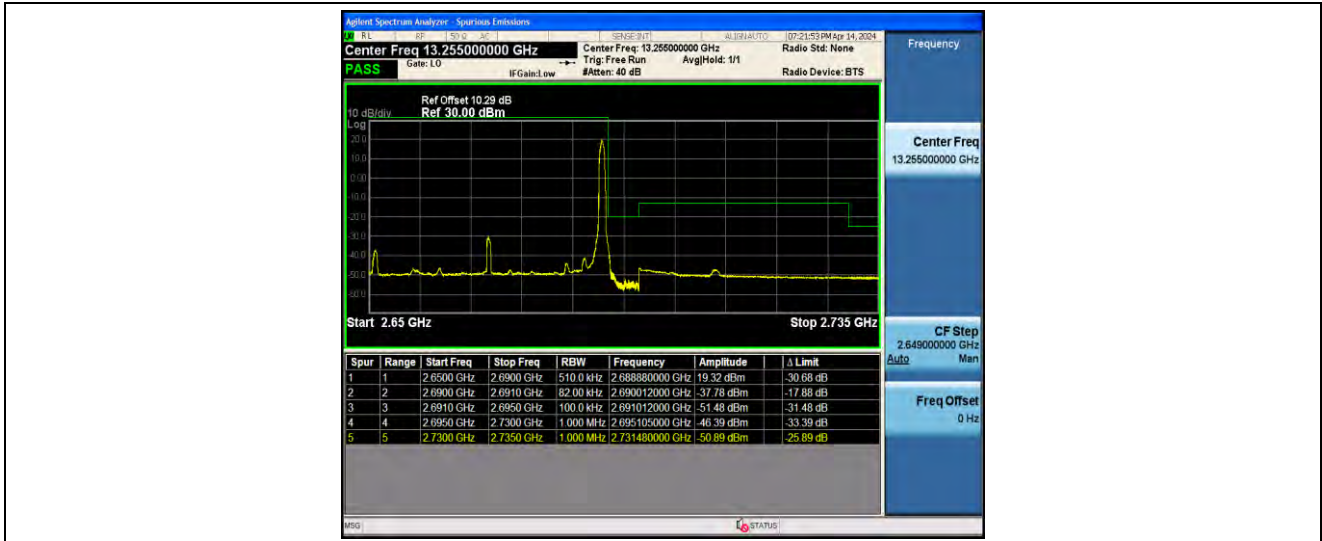 Agilent Spectrum Analyzer - Spurious Emissions
RL RF 50 Ω AC SENSE:INT ALIGNAUTO 07:21:53 PM Apr 14, 2024
Center Freq 13.255000000 GHz Center Freq: 13.255000000 GHz Radio Std: None
Gate: LO Trig: Free Run Avg|Hold: 1/1
PASS IFGain:Low #Atten: 40 dB Radio Device: BTS
Frequency
Ref Offset 10.29 dB
10 dB/div Ref 30.00 dBm
Log
20.0
10.0
0.00
-10.0
-20.0
-30.0
-40.0
-50.0
-60.0
Start 2.65 GHz Stop 2.735 GHz
Center Freq
13.255000000 GHz
CF Step
2.649000000 GHz
Auto Man
Freq Offset
0 Hz
Spur Range Start Freq Stop Freq RBW Frequency Amplitude Δ Limit
1 1 2.6500 GHz 2.6900 GHz 510.0 kHz 2.688880000 GHz 19.32 dBm -30.68 dB
2 2 2.6900 GHz 2.6910 GHz 82.00 kHz 2.690012000 GHz -37.78 dBm -17.88 dB
3 3 2.6910 GHz 2.6950 GHz 100.0 kHz 2.691012000 GHz -51.48 dBm -31.48 dB
4 4 2.6950 GHz 2.7300 GHz 1.000 MHz 2.695105000 GHz -46.39 dBm -33.39 dB
5 5 2.7300 GHz 2.7350 GHz 1.000 MHz 2.731480000 GHz -50.89 dBm -25.89 dB
MSG STATUS